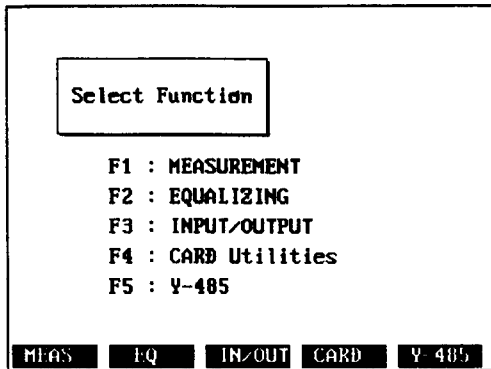 Select Function
F1 : MEASUREMENT
F2 : EQUALIZING
F3 : INPUT/OUTPUT
F4 : CARD Utilities
F5 : Y-485
MEAS EQ IN/OUT CARD Y-485